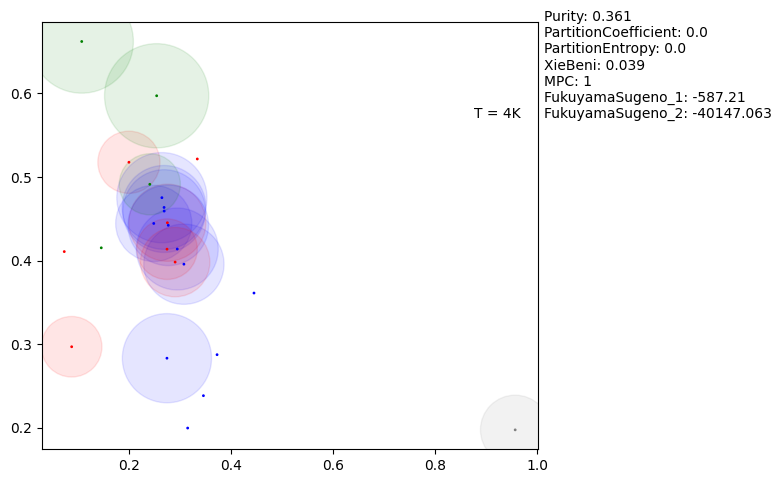 Purity: 0.361
PartitionCoefficient: 0.0
PartitionEntropy: 0.0
XieBeni: 0.039
MPC: 1
FukuyamaSugeno_1: -587.21
FukuyamaSugeno_2: -40147.063
T = 4K
0.6
0.5
0.4
0.3
0.2
0.2
0.4
0.6
0.8
1.0